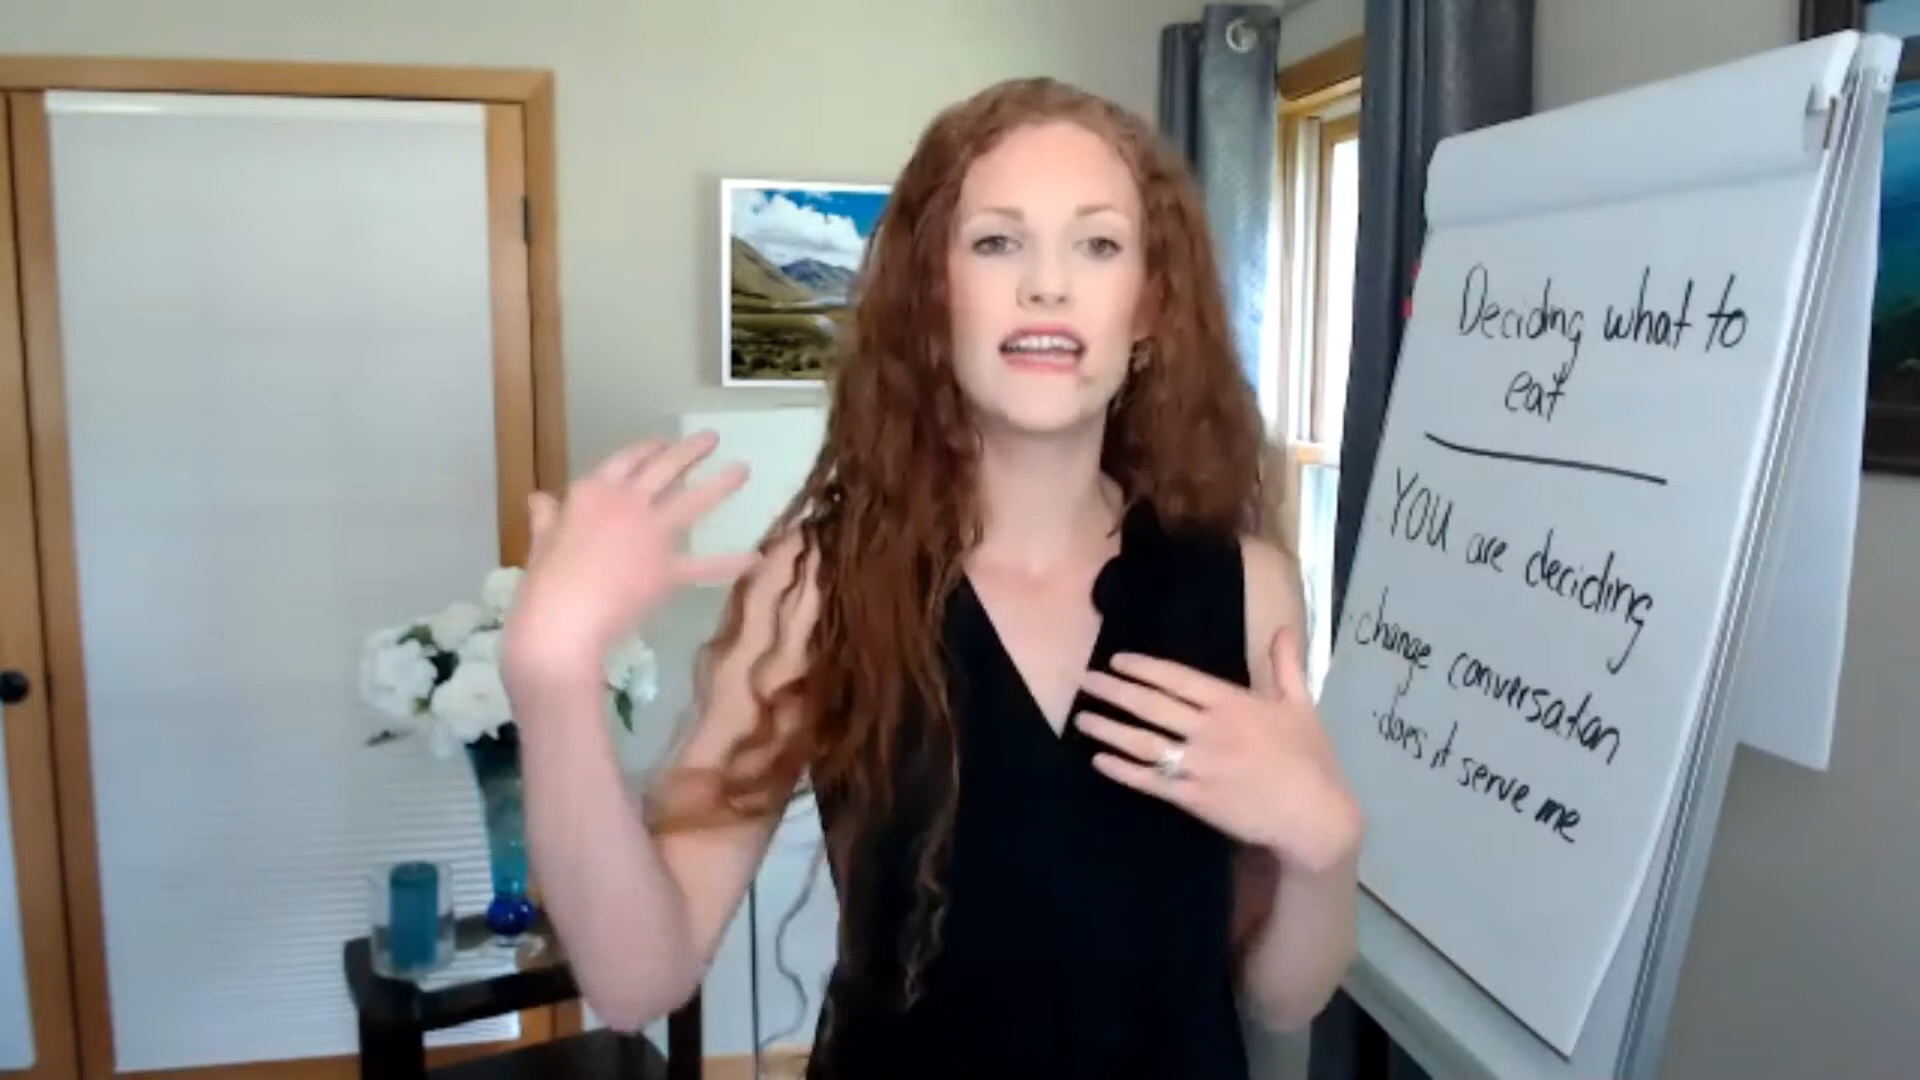 Deciding what to
eat
YOU are deciding
· change conversation
· does it serve me